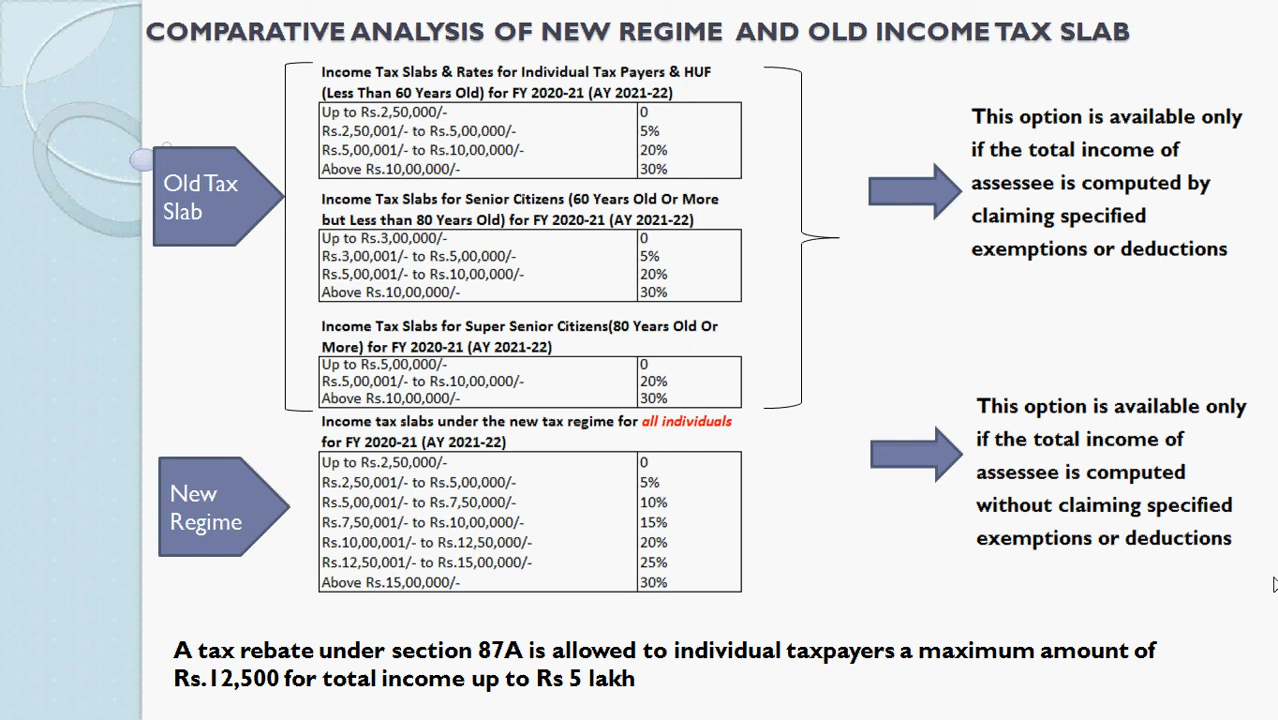 COMPARATIVE ANALYSIS OF NEW REGIME AND OLD INCOME TAX SLAB
Old Tax
Slab
Income Tax Slabs & Rates for Individual Tax Payers & HUF
(Less Than 60 Years Old) for FY 2020-21 (AY 2021-22)
Up to Rs.2,50,000/- 0
Rs.2,50,001/- to Rs.5,00,000/- 5%
Rs.5,00,001/- to Rs.10,00,000/- 20%
Above Rs.10,00,000/- 30%
Income Tax Slabs for Senior Citizens (60 Years Old Or More
but Less than 80 Years Old) for FY 2020-21 (AY 2021-22)
Up to Rs.3,00,000/- 0
Rs.3,00,001/- to Rs.5,00,000/- 5%
Rs.5,00,001/- to Rs.10,00,000/- 20%
Above Rs.10,00,000/- 30%
Income Tax Slabs for Super Senior Citizens(80 Years Old Or
More) for FY 2020-21 (AY 2021-22)
Up to Rs.5,00,000/- 0
Rs.5,00,001/- to Rs.10,00,000/- 20%
Above Rs.10,00,000/- 30%
This option is available only
if the total income of
assessee is computed by
claiming specified
exemptions or deductions
New
Regime
Income tax slabs under the new tax regime for all individuals
for FY 2020-21 (AY 2021-22)
Up to Rs.2,50,000/- 0
Rs.2,50,001/- to Rs.5,00,000/- 5%
Rs.5,00,001/- to Rs.7,50,000/- 10%
Rs.7,50,001/- to Rs.10,00,000/- 15%
Rs.10,00,001/- to Rs.12,50,000/- 20%
Rs.12,50,001/- to Rs.15,00,000/- 25%
Above Rs.15,00,000/- 30%
This option is available only
if the total income of
assessee is computed
without claiming specified
exemptions or deductions
A tax rebate under section 87A is allowed to individual taxpayers a maximum amount of
Rs.12,500 for total income up to Rs 5 lakh